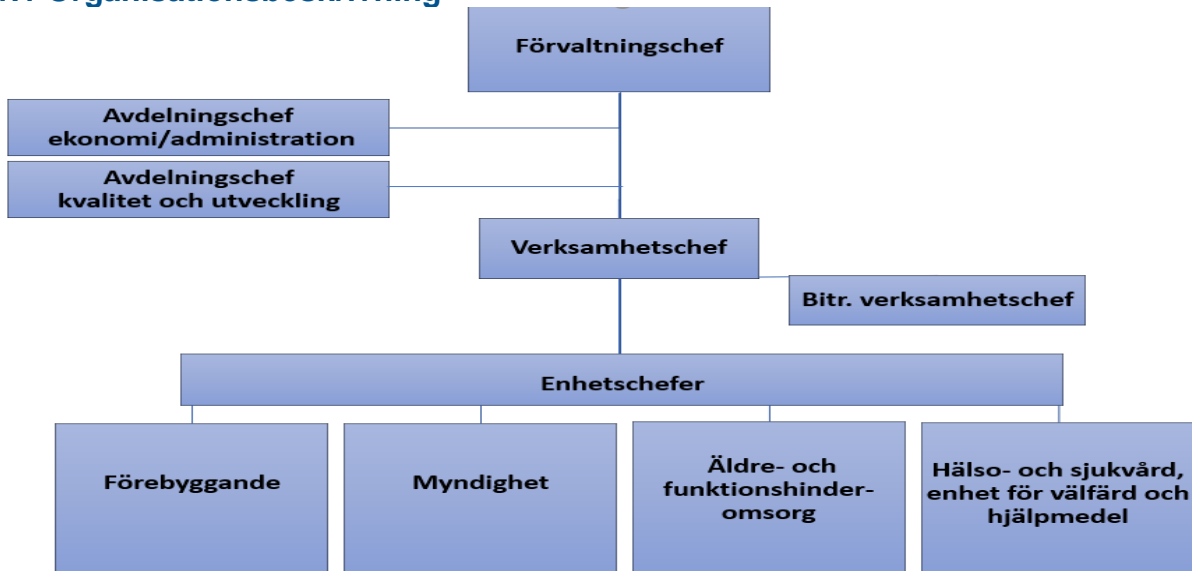 Organisationsbeskrivning
Förvaltningschef
Avdelningschef
ekonomi/administration
Avdelningschef
kvalitet och utveckling
Verksamhetschef
Bitr. verksamhetschef
Enhetschefer
Förebyggande
Myndighet
Äldre- och
funktionshinder-
omsorg
Hälso- och sjukvård,
enhet för välfärd och
hjälpmedel